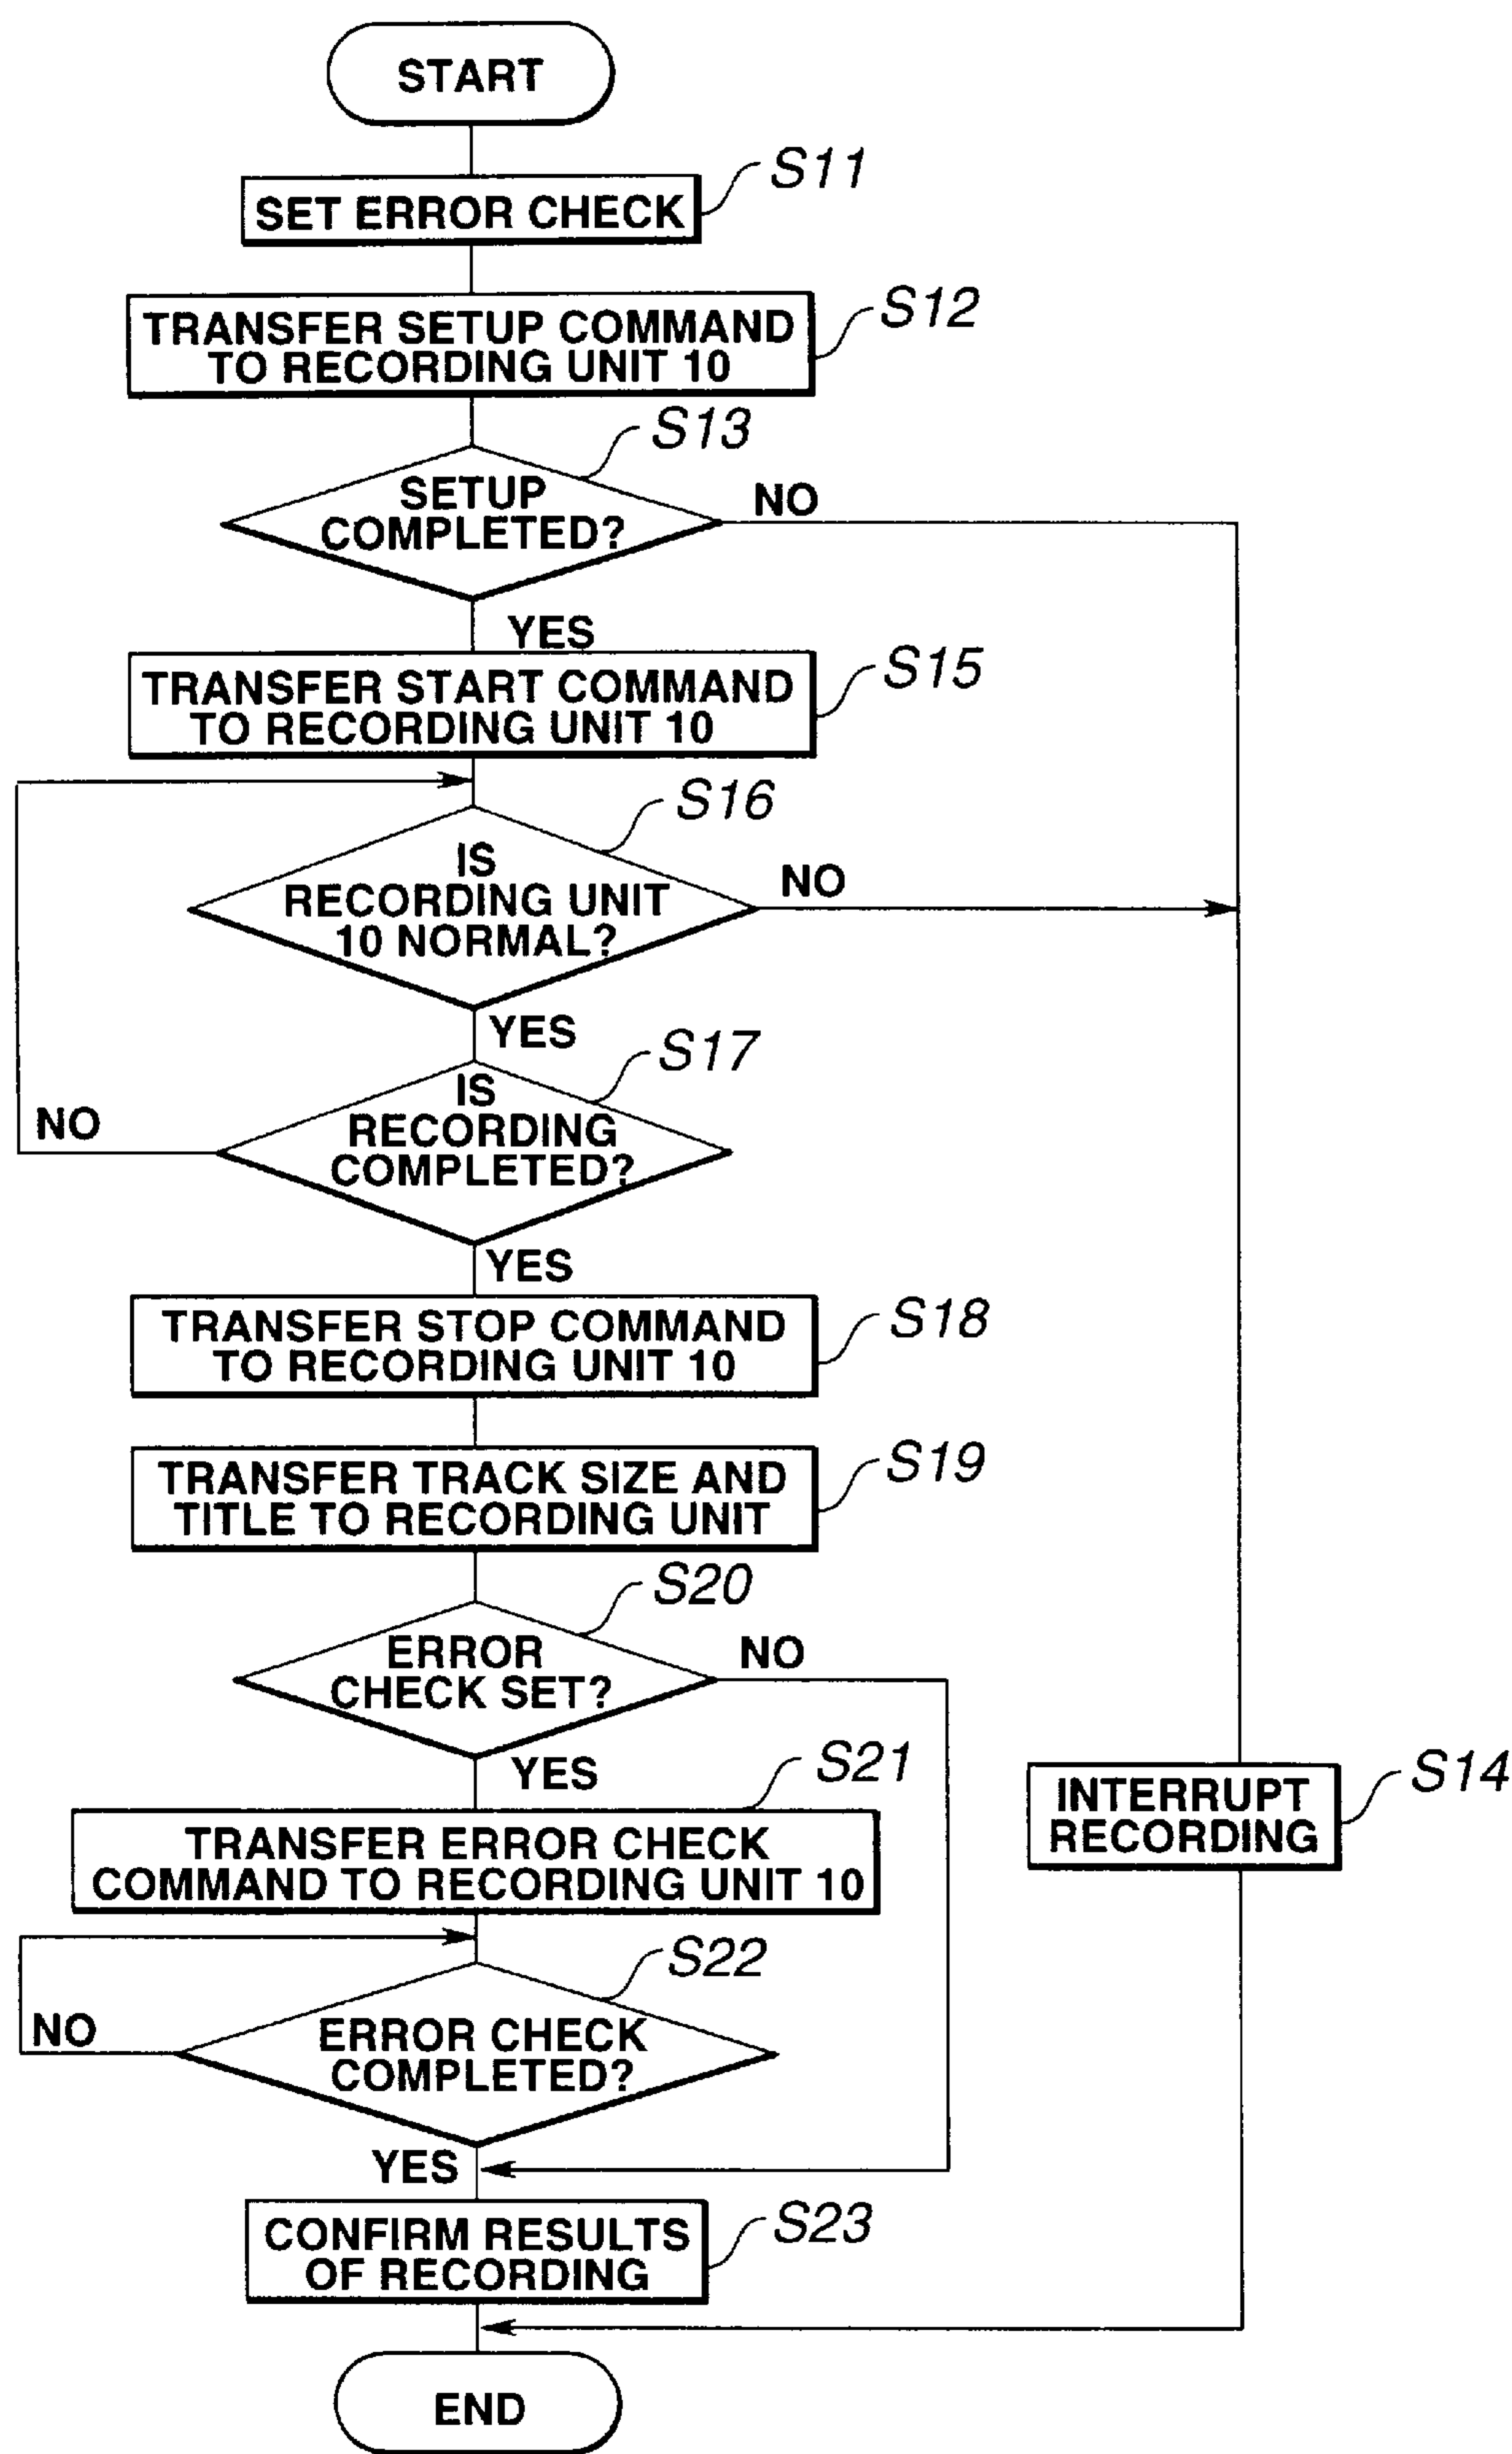 START
S11
SET ERROR CHECK
S12
TRANSFER SETUP COMMAND
TO RECORDING UNIT 10
S13
SETUP
COMPLETED?
NO
YES
S15
TRANSFER START COMMAND
TO RECORDING UNIT 10
S16
IS
RECORDING UNIT
10 NORMAL?
NO
YES
S17
IS
RECORDING
COMPLETED?
NO
YES
S18
TRANSFER STOP COMMAND
TO RECORDING UNIT 10
S19
TRANSFER TRACK SIZE AND
TITLE TO RECORDING UNIT
S20
ERROR
CHECK SET?
NO
YES
S21
TRANSFER ERROR CHECK
COMMAND TO RECORDING UNIT 10
S14
INTERRUPT
RECORDING
S22
ERROR CHECK
COMPLETED?
NO
YES
S23
CONFIRM RESULTS
OF RECORDING
END